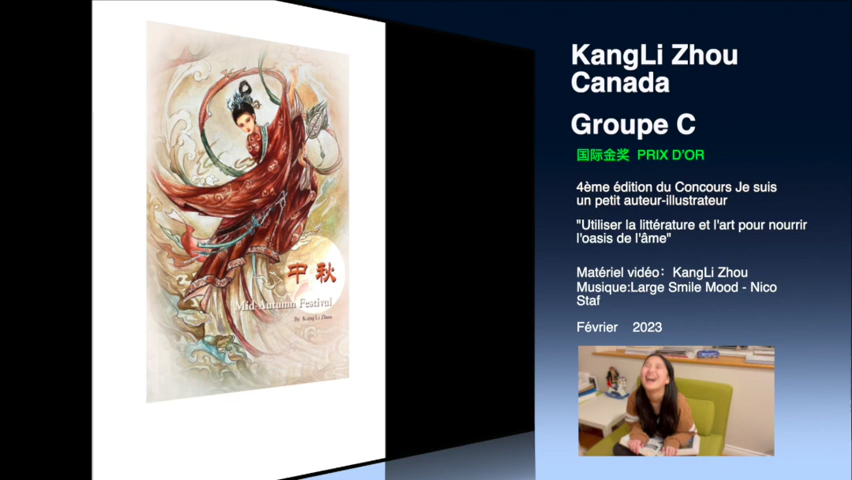 中秋
Mid-Autumn Festival
By KangLi Zhou
KangLi Zhou
Canada
Groupe C
国际金奖 PRIX D'OR
4ème édition du Concours Je suis
un petit auteur-illustrateur
"Utiliser la littérature et l'art pour nourrir
l'oasis de l'âme"
Matériel vidéo：KangLi Zhou
Musique:Large Smile Mood - Nico
Staf
Février 2023